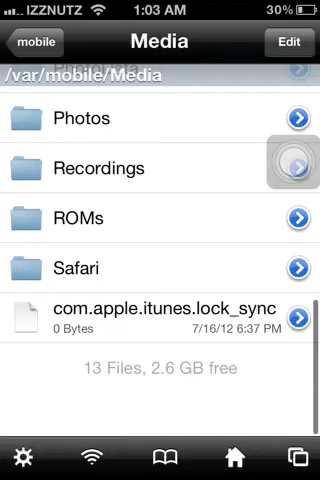 IZZNUTZ 1:03 AM 30%
mobile Media Edit
PhotoData
/var/mobile/Media
Photos
Recordings
ROMs
Safari
com.apple.itunes.lock_sync
0 Bytes 7/16/12 6:37 PM
13 Files, 2.6 GB free